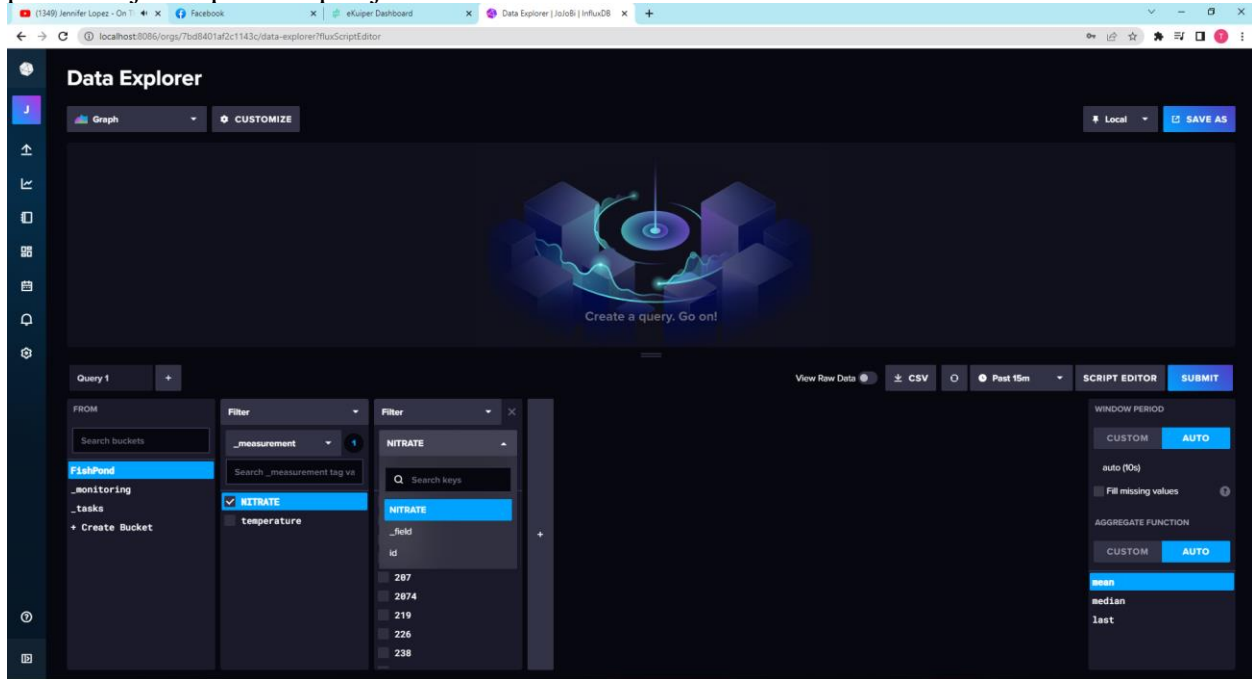 (1349) Jennifer Lopez - On T
Facebook
eKuiper Dashboard
Data Explorer | JoJoBi | InfluxDB
localhost:8086/orgs/7bd8401af2c1143c/data-explorer?fluxScriptEditor
T
J
Data Explorer
Graph
CUSTOMIZE
Local
SAVE AS
Create a query. Go on!
Query 1
+
View Raw Data
CSV
Past 15m
SCRIPT EDITOR
SUBMIT
FROM
Search buckets
FishPond
_monitoring
_tasks
+ Create Bucket
Filter
_measurement
1
Search _measurement tag va
NITRATE
temperature
Filter
NITRATE
Search keys
NITRATE
_field
id
207
2074
219
226
238
+
WINDOW PERIOD
CUSTOM
AUTO
auto (10s)
Fill missing values
AGGREGATE FUNCTION
CUSTOM
AUTO
mean
median
last